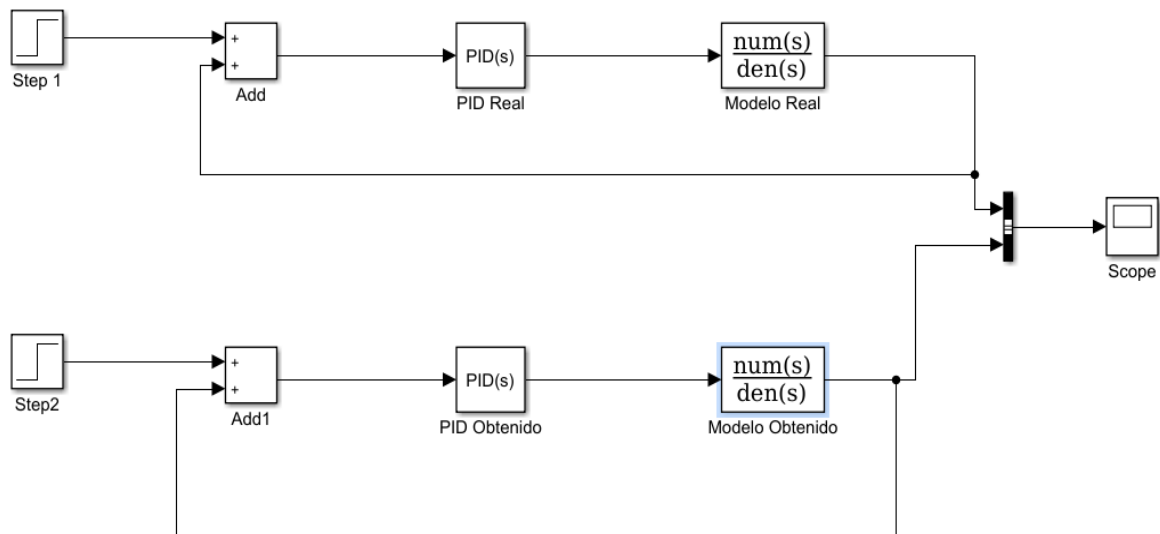 Step 1
+
+
Add
PID(s)
PID Real
num(s)
den(s)
Modelo Real
Scope
Step2
+
+
Add1
PID(s)
PID Obtenido
num(s)
den(s)
Modelo Obtenido